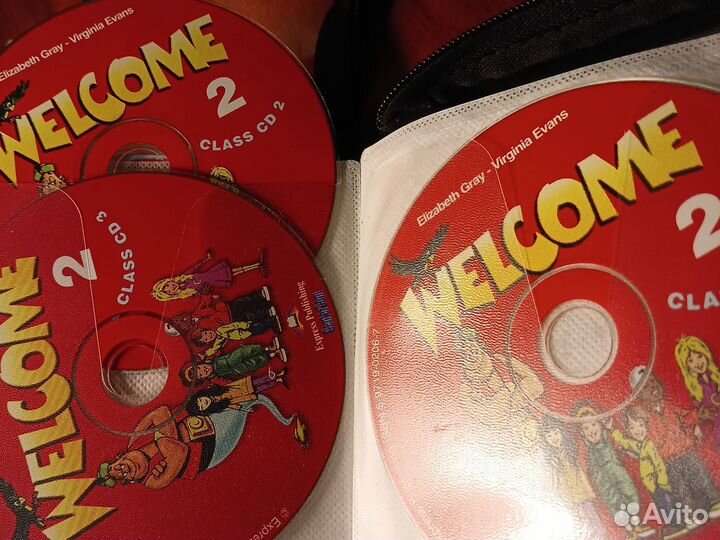 Elizabeth Gray - Virginia Evans
WELCOME
2
CLASS CD 2
WELCOME
2
CLASS CD 3
Express Publishing
© Express
Elizabeth Gray - Virginia Evans
WELCOME
2
CLA
Avito